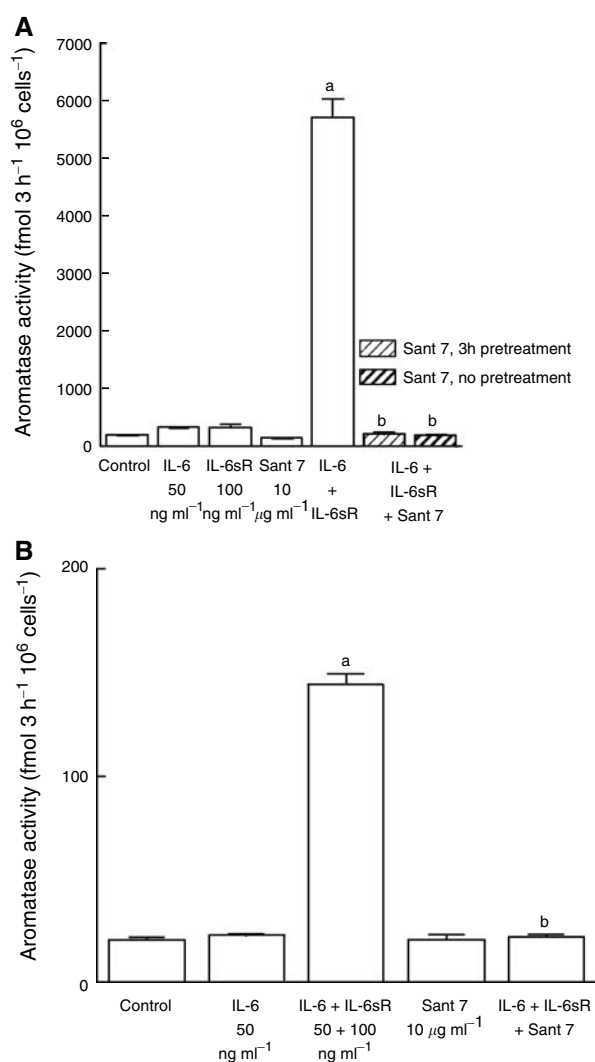 A
Aromatase activity (fmol 3 h⁻¹ 10⁶ cells⁻¹)
7000
6000
5000
4000
3000
2000
1000
0
a
Sant 7, 3h pretreatment
Sant 7, no pretreatment
b b
Control IL-6 IL-6sR Sant 7 IL-6 IL-6 +
50 100 10 + IL-6sR
ng ml⁻¹ ng ml⁻¹ μg ml⁻¹ IL-6sR + Sant 7
B
Aromatase activity (fmol 3 h⁻¹ 10⁶ cells⁻¹)
200
100
0
a
b
Control IL-6 IL-6 + IL-6sR Sant 7 IL-6 + IL-6sR
50 50 + 100 10 μg ml⁻¹ + Sant 7
ng ml⁻¹ ng ml⁻¹